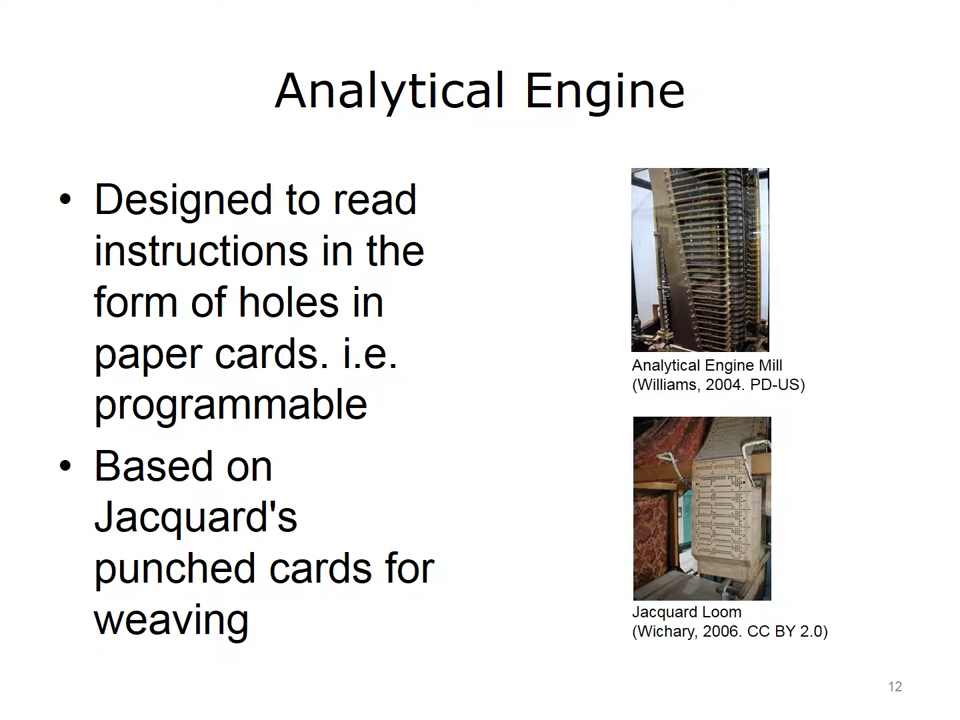 Analytical Engine
• Designed to read
instructions in the
form of holes in
paper cards. i.e.
programmable
• Based on
Jacquard's
punched cards for
weaving
Analytical Engine Mill
(Williams, 2004. PD-US)
Jacquard Loom
(Wichary, 2006. CC BY 2.0)
12